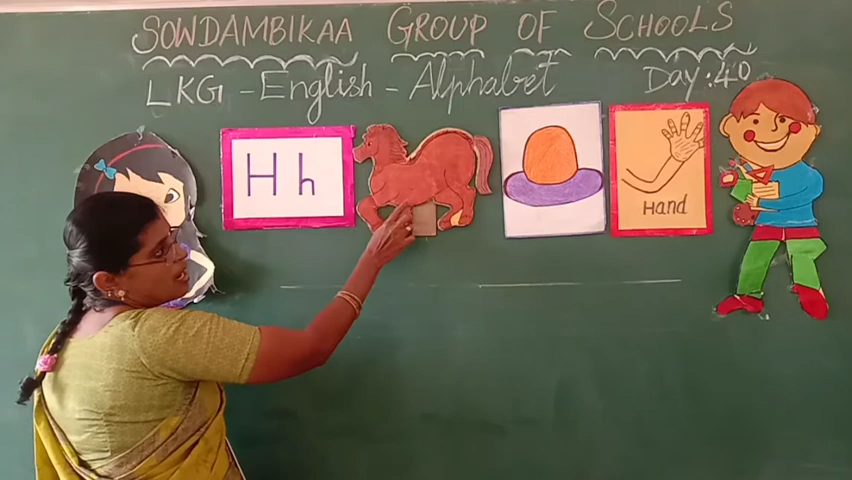 SOWDAMBIKAA GROUP OF SCHOOLS
LKG - English - Alphabet Day : 40
H h
Hand